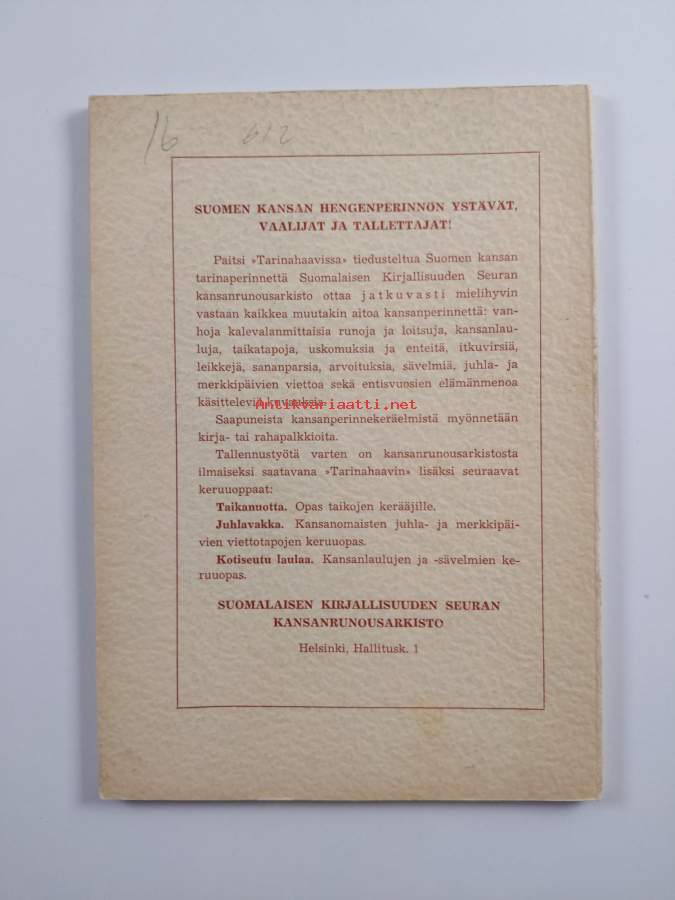 16 612
SUOMEN KANSAN HENGENPERINNÖN YSTÄVÄT,
VAALIJAT JA TALLETTAJAT!
Paitsi »Tarinahaavissa» tiedusteltua Suomen kansan
tarinaperinnettä Suomalaisen Kirjallisuuden Seuran
kansanrunousarkisto ottaa jatkuvasti mielihyvin
vastaan kaikkea muutakin aitoa kansanperinnettä: van-
hoja kalevalanmittaisia runoja ja loitsuja, kansanlau-
luja, taikatapoja, uskomuksia ja enteitä, itkuvirsiä,
leikkejä, sananparsia, arvoituksia, sävelmiä, juhla- ja
merkkipäivien viettoa sekä entisvuosien elämänmenoa
käsitteleviä kuvauksia.
Antikvariaatti.net
Saapuneista kansanperinnekeräelmistä myönnetään
kirja- tai rahapalkkioita.
Tallennustyötä varten on kansanrunousarkistosta
ilmaiseksi saatavana »Tarinahaavin» lisäksi seuraavat
keruuoppaat:
Taikanuotta. Opas taikojen kerääjille.
Juhlavakka. Kansanomaisten juhla- ja merkkipäi-
vien viettotapojen keruuopas.
Kotiseutu laulaa. Kansanlaulujen ja -sävelmien ke-
ruuopas.
SUOMALAISEN KIRJALLISUUDEN SEURAN
KANSANRUNOUSARKISTO
Helsinki, Hallitusk. 1